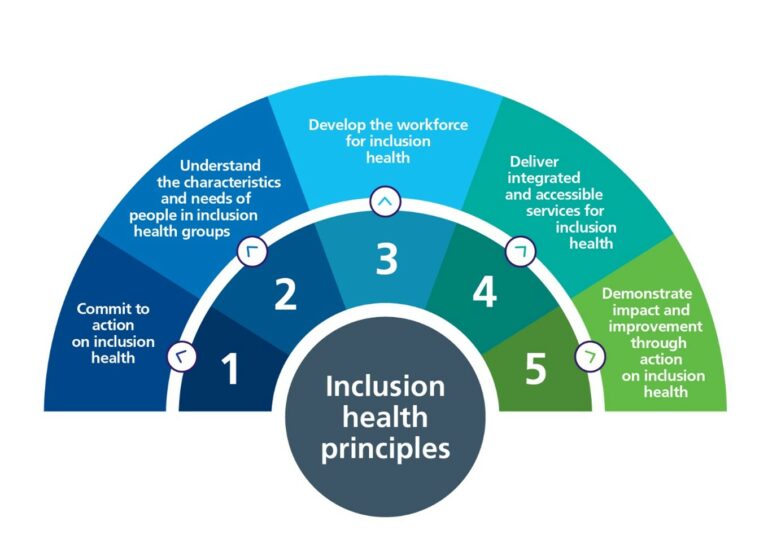 Commit to
action
on inclusion
health
1
Understand
the characteristics
and needs of
people in inclusion
health groups
2
Develop the workforce
for inclusion
health
3
Deliver
integrated
and accessible
services for
inclusion
health
4
Demonstrate
impact and
improvement
through
action
on inclusion
health
5
Inclusion
health
principles